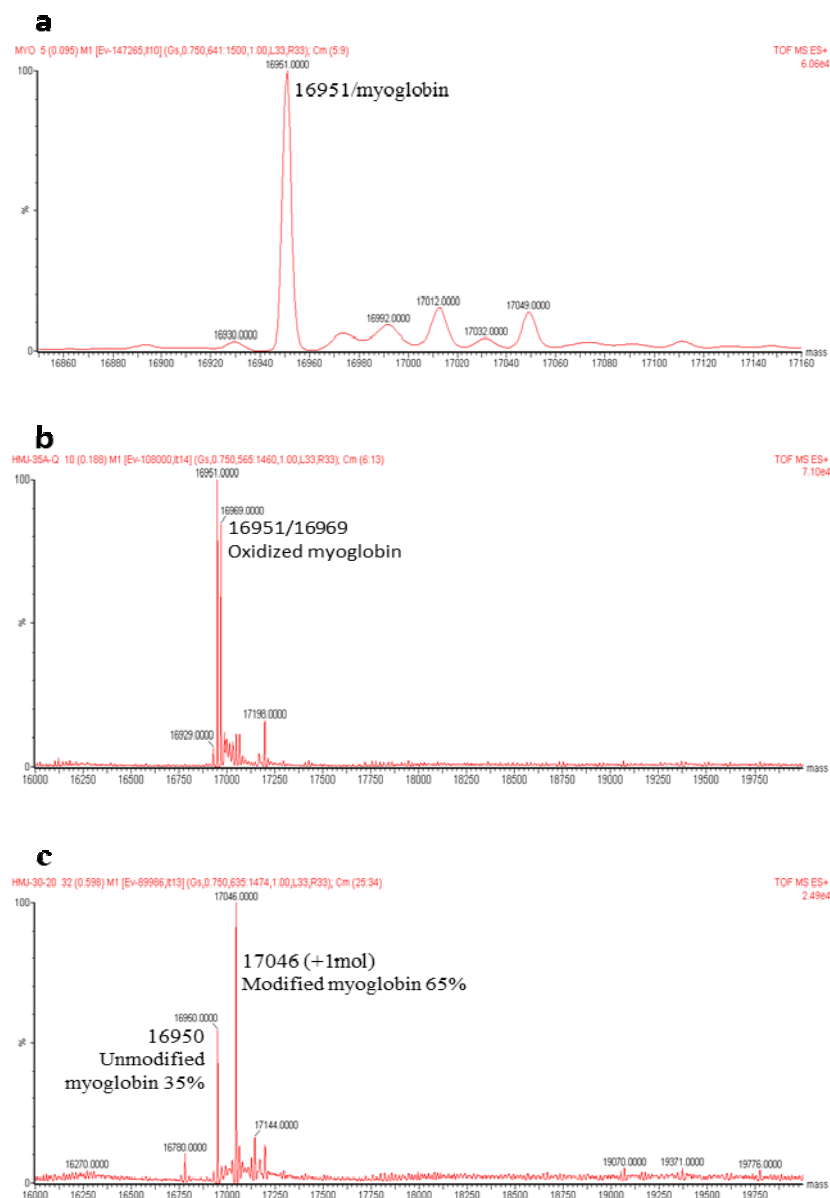 a
MYO 5 (0.095) M1 [Ev-147265,It10] (Gs,0.750,641:1500,1.00,L33,R33); Cm (5:9)
TOF MS ES+
6.06e4
100
16951.0000
16951/myoglobin
%
16930.0000
16992.0000
17012.0000
17032.0000
17049.0000
0
16860 16880 16900 16920 16940 16960 16980 17000 17020 17040 17060 17080 17100 17120 17140 17160
mass
b
HMJ-35A-Q 10 (0.188) M1 [Ev-108000,It14] (Gs,0.750,565:1460,1.00,L33,R33); Cm (6:13)
TOF MS ES+
7.10e4
100
16951.0000
16969.0000
16951/16969
Oxidized myoglobin
%
17198.0000
16929.0000
0
16000 16250 16500 16750 17000 17250 17500 17750 18000 18250 18500 18750 19000 19250 19500 19750
mass
c
HMJ-30-20 32 (0.598) M1 [Ev-89986,It13] (Gs,0.750,635:1474,1.00,L33,R33); Cm (25:34)
TOF MS ES+
2.49e4
100
17046.0000
17046 (+1mol)
Modified myoglobin 65%
16950.0000
16950
Unmodified
myoglobin 35%
%
17144.0000
16780.0000
16270.0000
19070.0000
19371.0000
19776.0000
0
16000 16250 16500 16750 17000 17250 17500 17750 18000 18250 18500 18750 19000 19250 19500 19750
mass